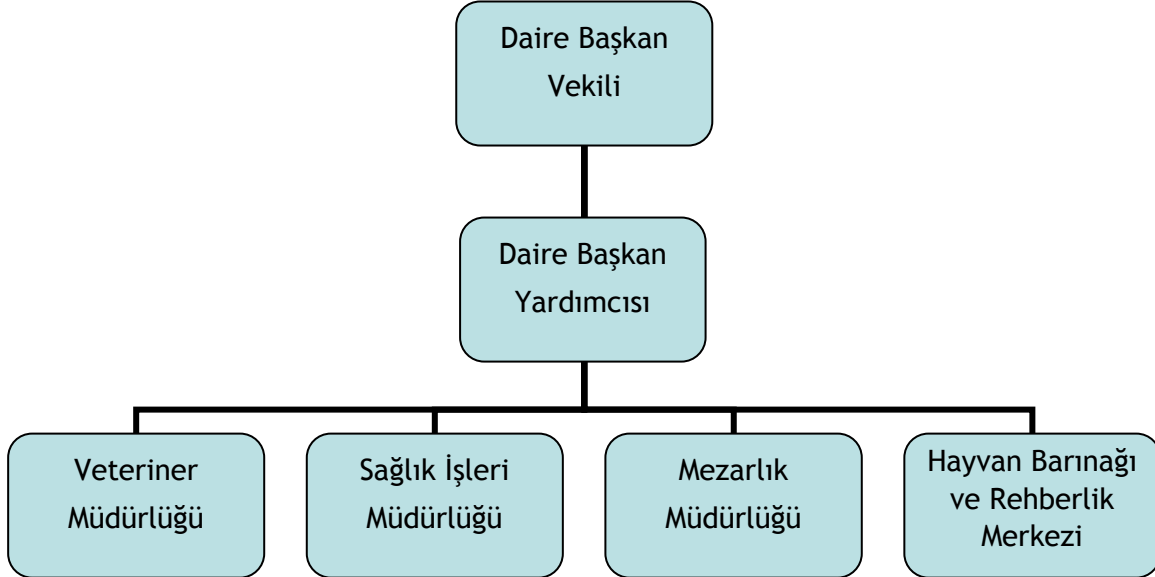 Daire Başkan
Vekili
Daire Başkan
Yardımcısı
Veteriner
Müdürlüğü
Sağlık İşleri
Müdürlüğü
Mezarlık
Müdürlüğü
Hayvan Barınağı
ve Rehberlik
Merkezi